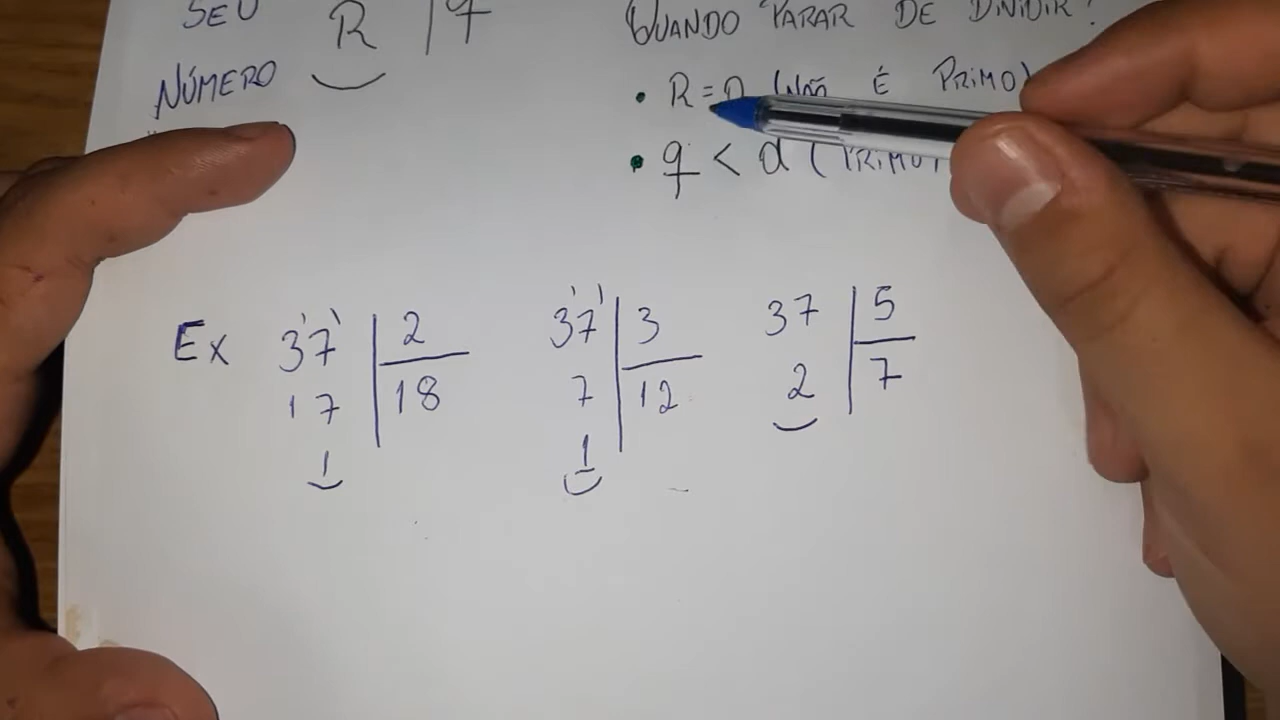 SEU R | q
NÚMERO
QUANDO PARAR DE DIVIDIR?
• R = 0 (NÃO É PRIMO)
• q < d (PRIMO)
Ex 37 | 2
17 | 18
1
37 | 3
7 | 12
1
37 | 5
2 | 7